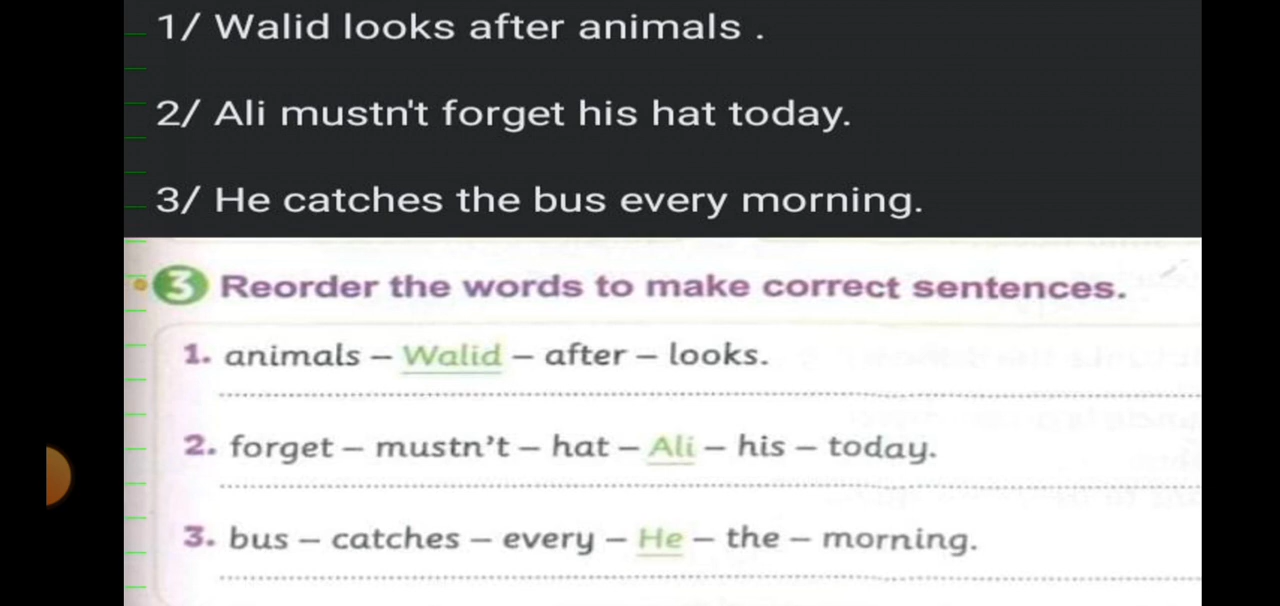 1/ Walid looks after animals .
2/ Ali mustn't forget his hat today.
3/ He catches the bus every morning.
3 Reorder the words to make correct sentences.
1. animals – Walid – after – looks.
2. forget – mustn't – hat – Ali – his – today.
3. bus – catches – every – He – the – morning.